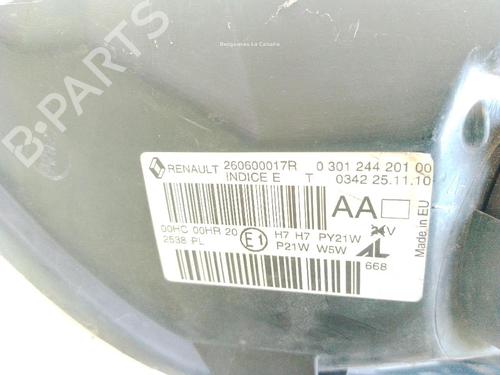 Desguaces La Cabaña
B-PARTS
RENAULT 260600017R 0 301 244 201 00
INDICE E T 0342 25.11.10
AA
Made in EU
00HC 00HR 20 E1 H7 H7 PY21W V
2538 PL P21W W5W AL
668